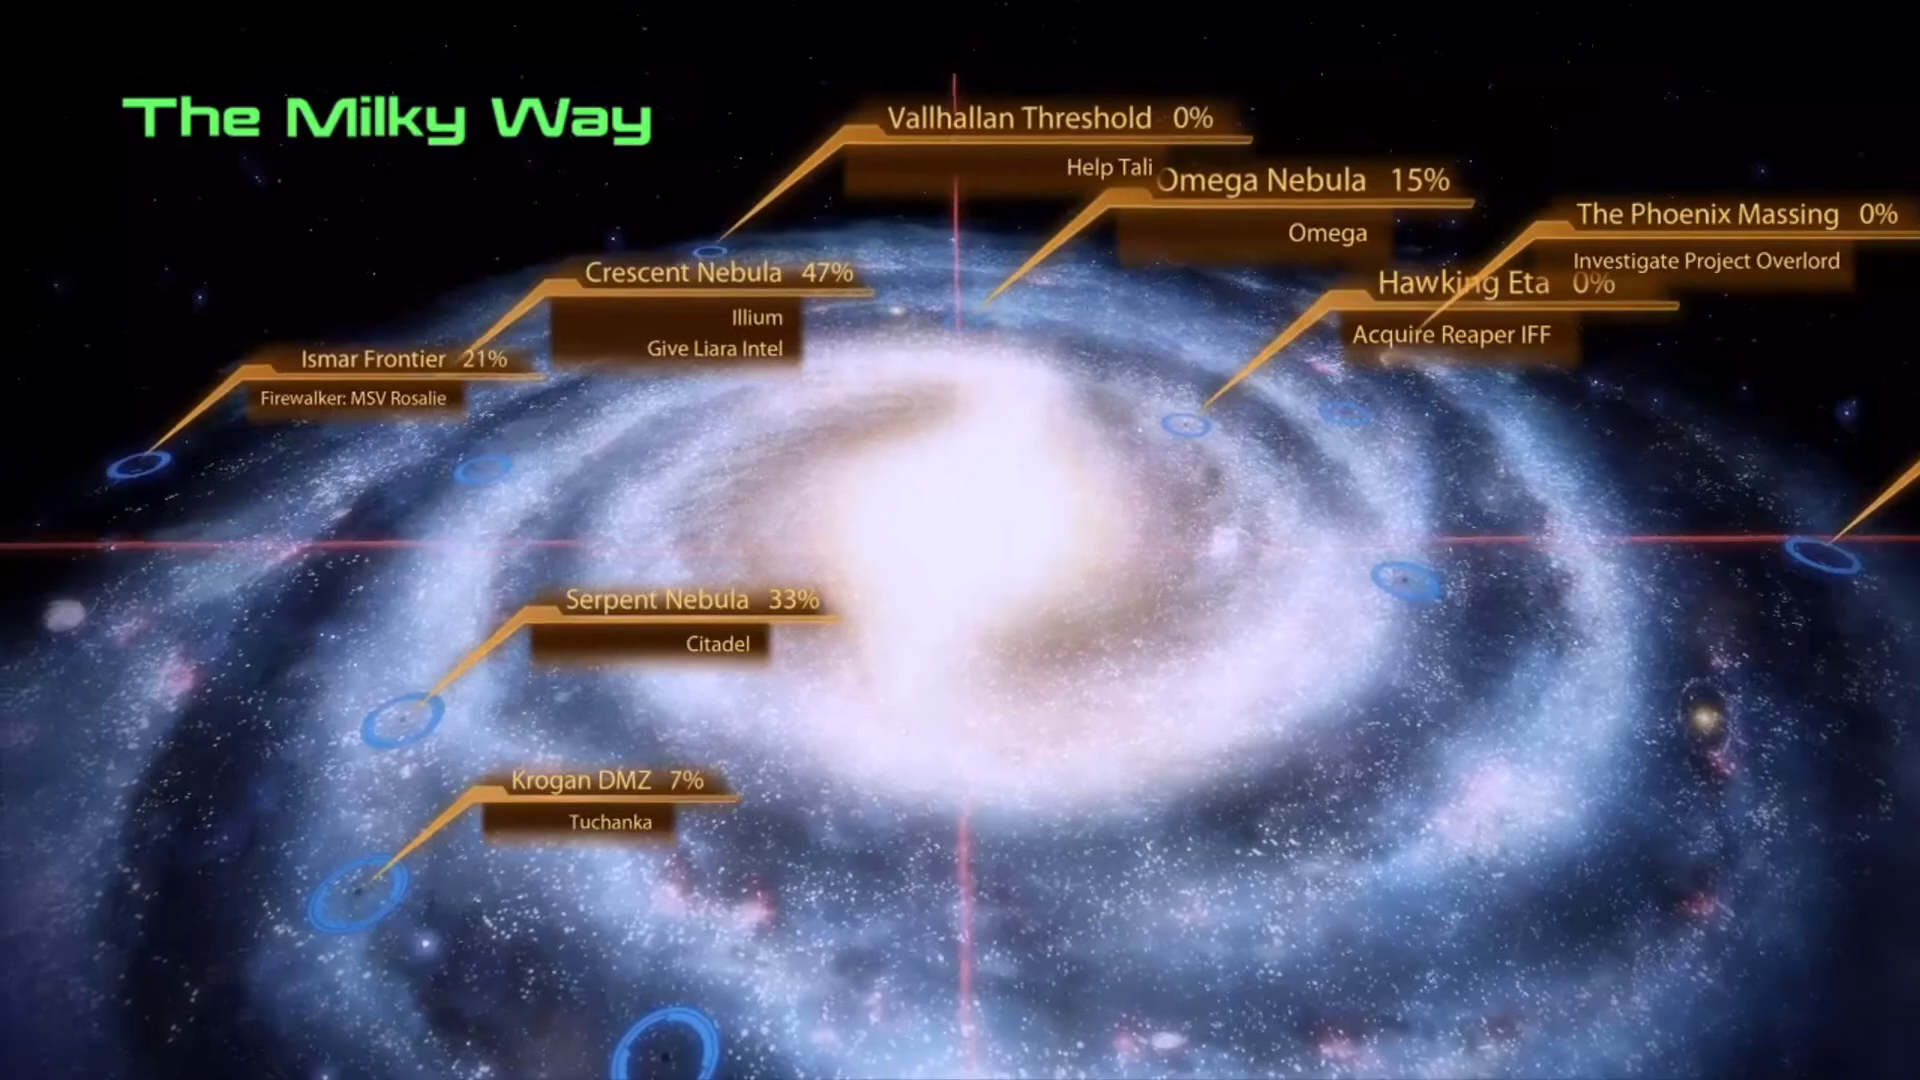 The Milky Way
Vallhallan Threshold 0%
Help Tali
Omega Nebula 15%
Omega
The Phoenix Massing 0%
Investigate Project Overlord
Crescent Nebula 47%
Illium
Give Liara Intel
Hawking Eta 0%
Acquire Reaper IFF
Ismar Frontier 21%
Firewalker: MSV Rosalie
Serpent Nebula 33%
Citadel
Krogan DMZ 7%
Tuchanka